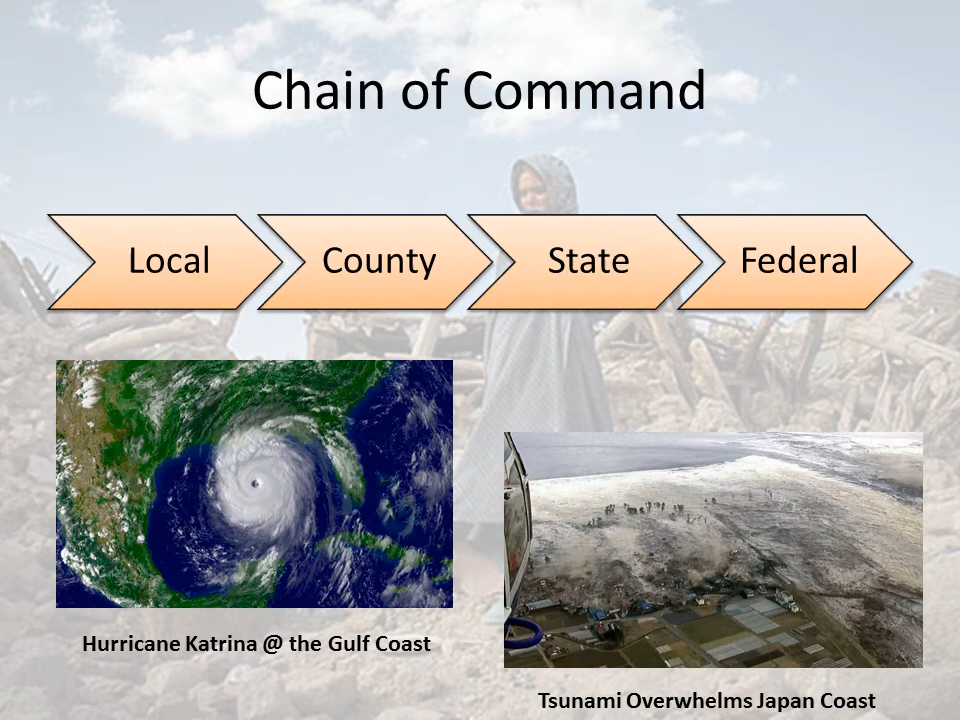 Chain of Command
Local
County
State
Federal
Hurricane Katrina @ the Gulf Coast
Tsunami Overwhelms Japan Coast